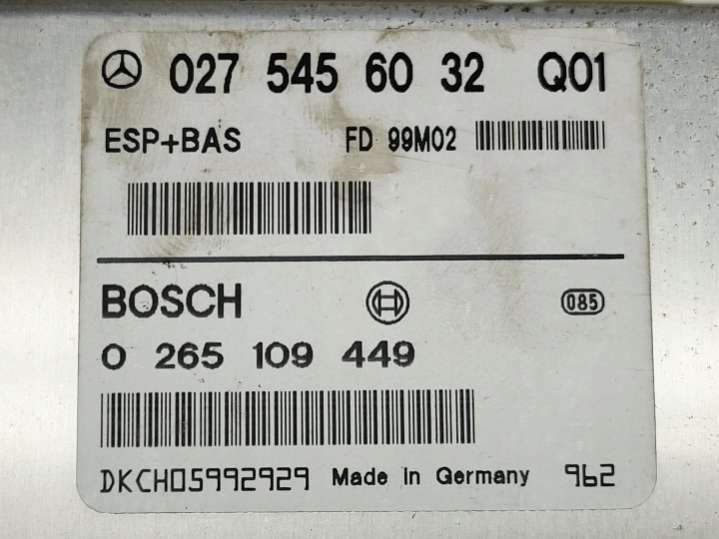 027 545 60 32 Q01
ESP+BAS FD 99M02
BOSCH 085
0 265 109 449
DKCH05992929 Made in Germany 962